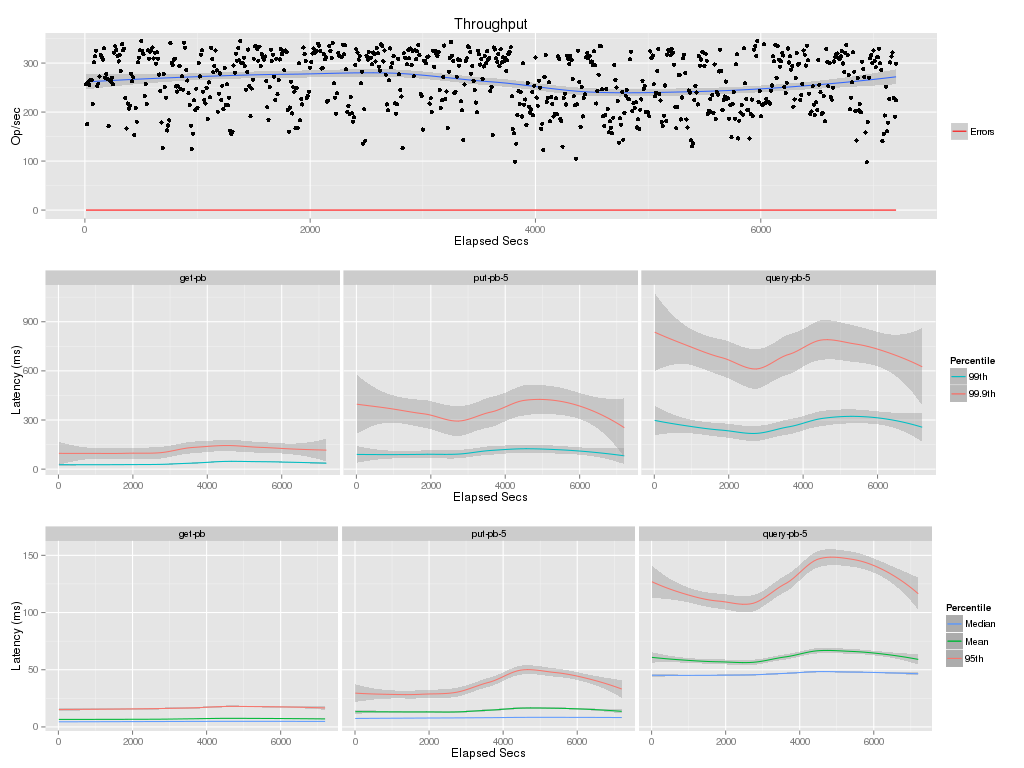 Throughput
300
200
100
0
Op/sec
0 2000 4000 6000
Elapsed Secs
Errors
get-pb put-pb-5 query-pb-5
900
600
300
0
Latency (ms)
0 2000 4000 6000 0 2000 4000 6000 0 2000 4000 6000
Elapsed Secs
Percentile
99th
99.9th
get-pb put-pb-5 query-pb-5
150
100
50
0
Latency (ms)
0 2000 4000 6000 0 2000 4000 6000 0 2000 4000 6000
Elapsed Secs
Percentile
Median
Mean
95th